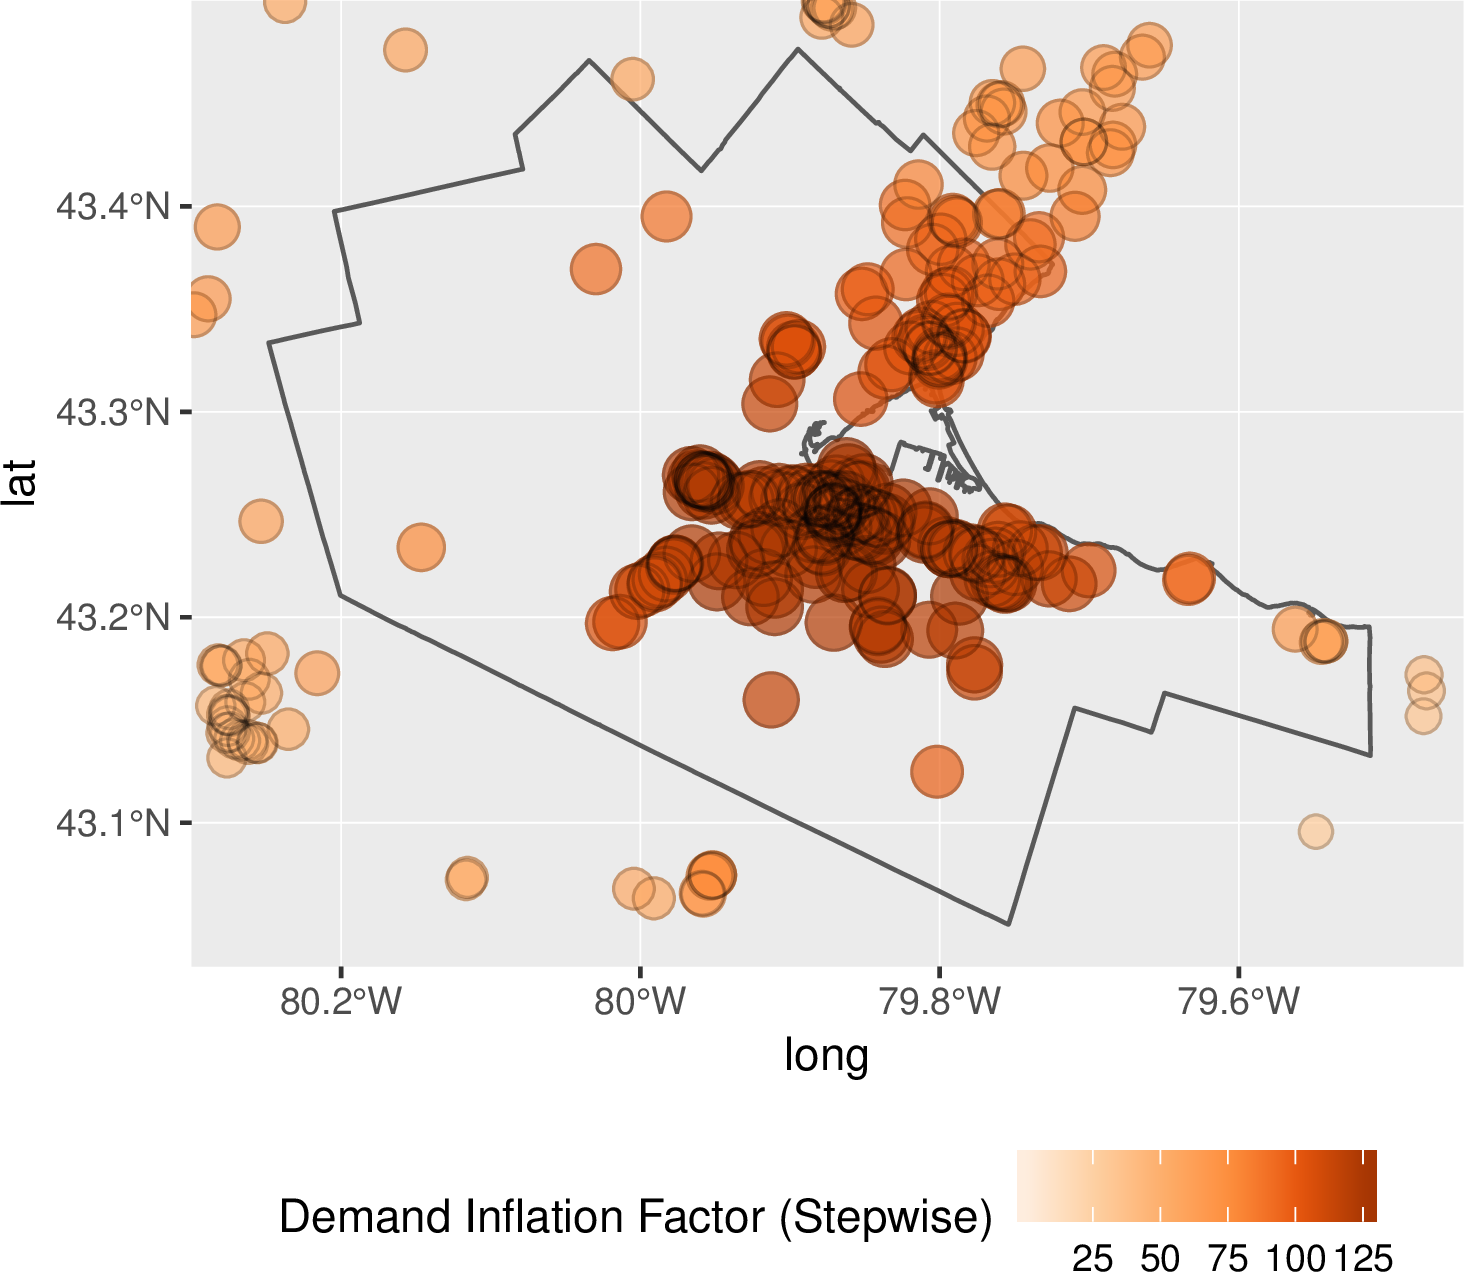 43.4°N
43.3°N
43.2°N
43.1°N
lat
80.2°W 80°W 79.8°W 79.6°W
long
Demand Inflation Factor (Stepwise)
25 50 75 100 125